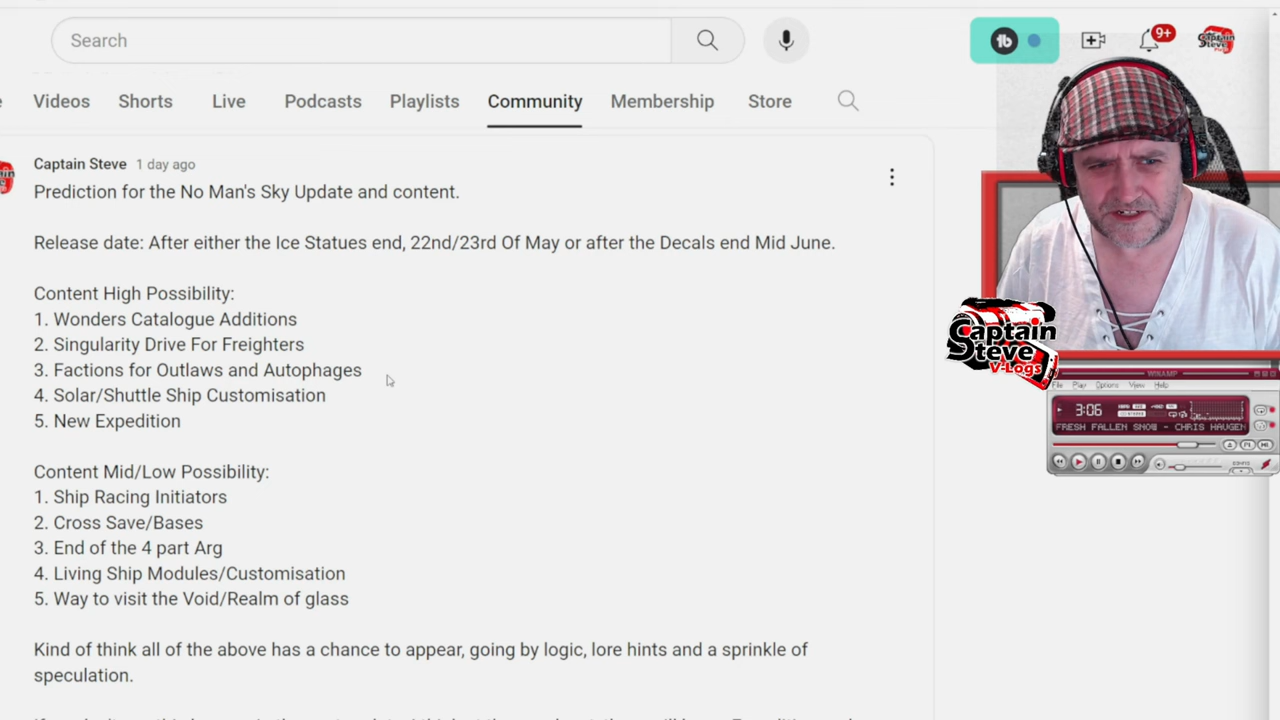 Search
9+
Videos Shorts Live Podcasts Playlists Community Membership Store
Captain Steve 1 day ago
Prediction for the No Man's Sky Update and content.
Release date: After either the Ice Statues end, 22nd/23rd Of May or after the Decals end Mid June.
Content High Possibility:
1. Wonders Catalogue Additions
2. Singularity Drive For Freighters
3. Factions for Outlaws and Autophages
4. Solar/Shuttle Ship Customisation
5. New Expedition
Content Mid/Low Possibility:
1. Ship Racing Initiators
2. Cross Save/Bases
3. End of the 4 part Arg
4. Living Ship Modules/Customisation
5. Way to visit the Void/Realm of glass
Kind of think all of the above has a chance to appear, going by logic, lore hints and a sprinkle of
speculation.
Captain
Steve
V-Logs
WINAMP
File Play Options View Help
3:06
FRESH FALLEN SNOW - CHRIS HAUGEN